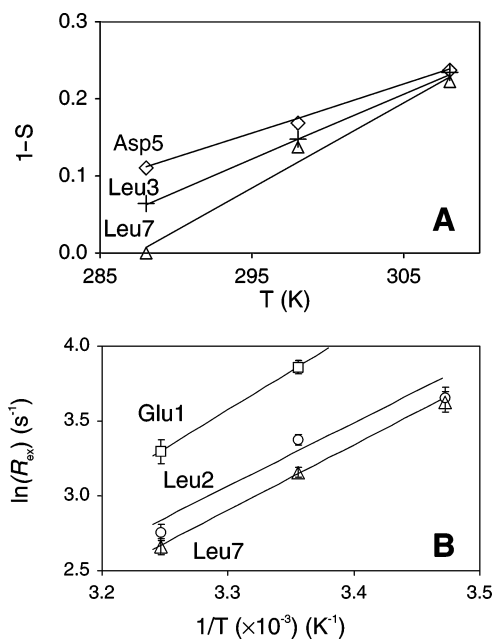 0.3
0.2
1–S
Asp5
0.1
Leu3
Leu7
A
0.0
285
295
305
T (K)
4.0
3.5
Glu1
ln(Rex) (s-1)
3.0
Leu2
Leu7
B
2.5
3.2
3.3
3.4
3.5
1/T (×10-3) (K-1)